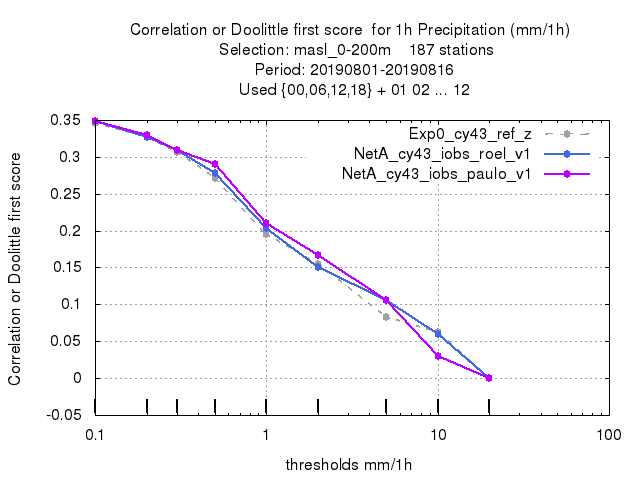 Correlation or Doolittle first score  for 1h Precipitation (mm/1h)
Selection: masl_0-200m    187 stations
Period: 20190801-20190816
Used {00,06,12,18} + 01 02 ... 12
Exp0_cy43_ref_z
NetA_cy43_iobs_roel_v1
NetA_cy43_iobs_paulo_v1
Correlation or Doolittle first score
0.35
0.3
0.25
0.2
0.15
0.1
0.05
0
-0.05
0.1
1
10
100
thresholds mm/1h